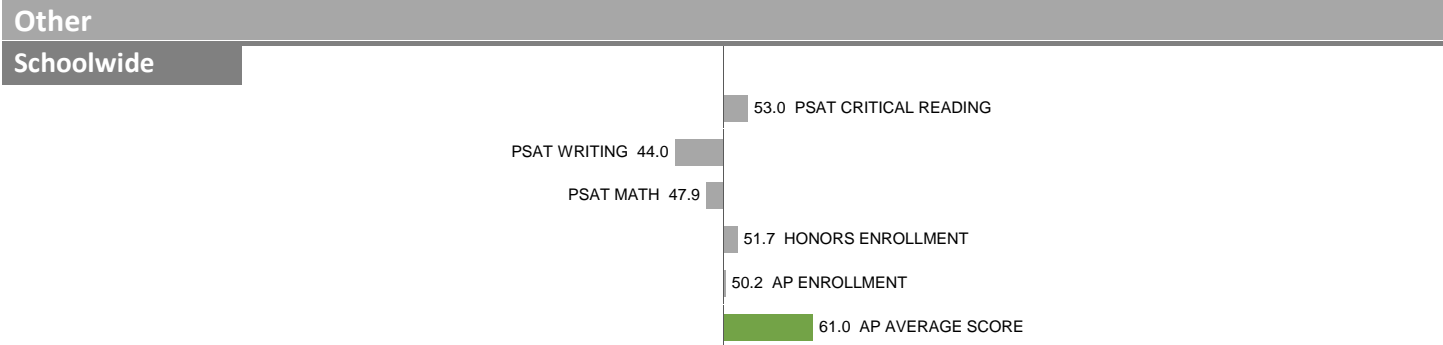 Other
Schoolwide
53.0 PSAT CRITICAL READING
PSAT WRITING 44.0
PSAT MATH 47.9
51.7 HONORS ENROLLMENT
50.2 AP ENROLLMENT
61.0 AP AVERAGE SCORE